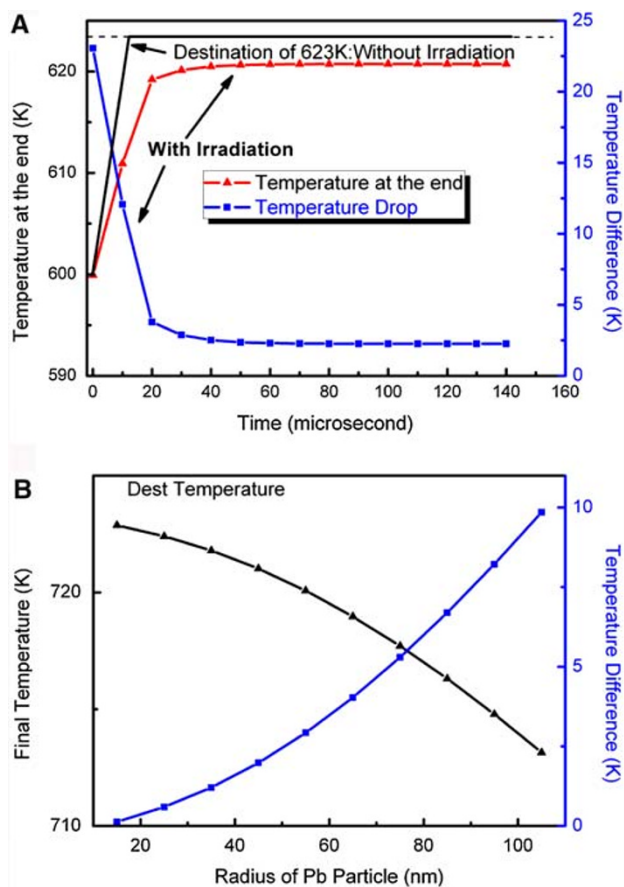 A
Destination of 623K:Without Irradiation
With Irradiation
Temperature at the end
Temperature Drop
Temperature at the end (K)
620
610
600
590
25
20
15
10
5
0
Temperature Difference (K)
0 20 40 60 80 100 120 140 160
Time (microsecond)
B
Dest Temperature
Final Temperature (K)
720
710
10
5
0
Temperature Difference (K)
20 40 60 80 100
Radius of Pb Particle (nm)